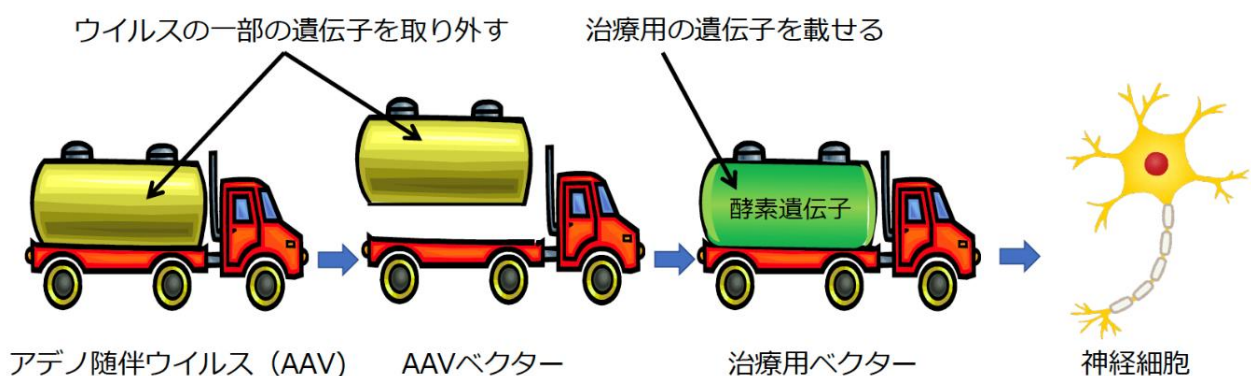 ウイルスの一部の遺伝子を取り外す
治療用の遺伝子を載せる
酵素遺伝子
アデノ随伴ウイルス（AAV）
AAVベクター
治療用ベクター
神経細胞